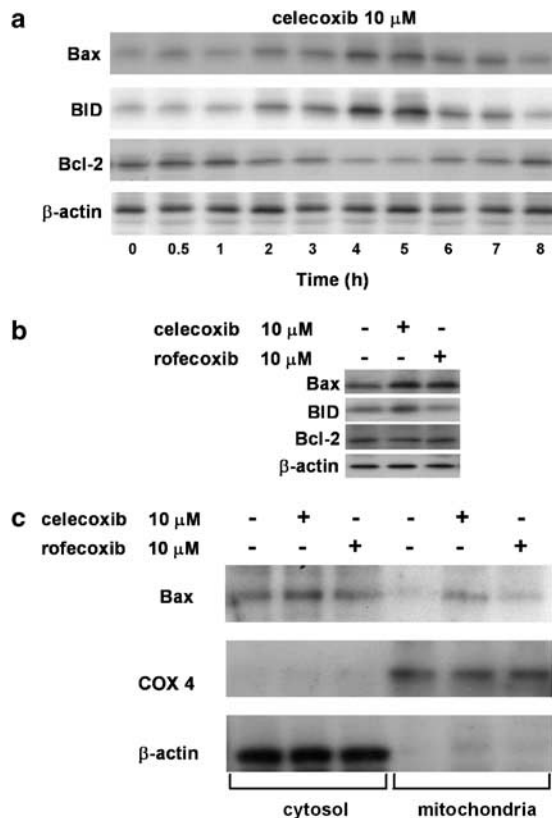 a
celecoxib 10 μM
Bax
BID
Bcl-2
β-actin
0 0.5 1 2 3 4 5 6 7 8
Time (h)
b
celecoxib 10 μM - + -
rofecoxib 10 μM - - +
Bax
BID
Bcl-2
β-actin
c
celecoxib 10 μM - + - - + -
rofecoxib 10 μM - - + - - +
Bax
COX 4
β-actin
cytosol mitochondria